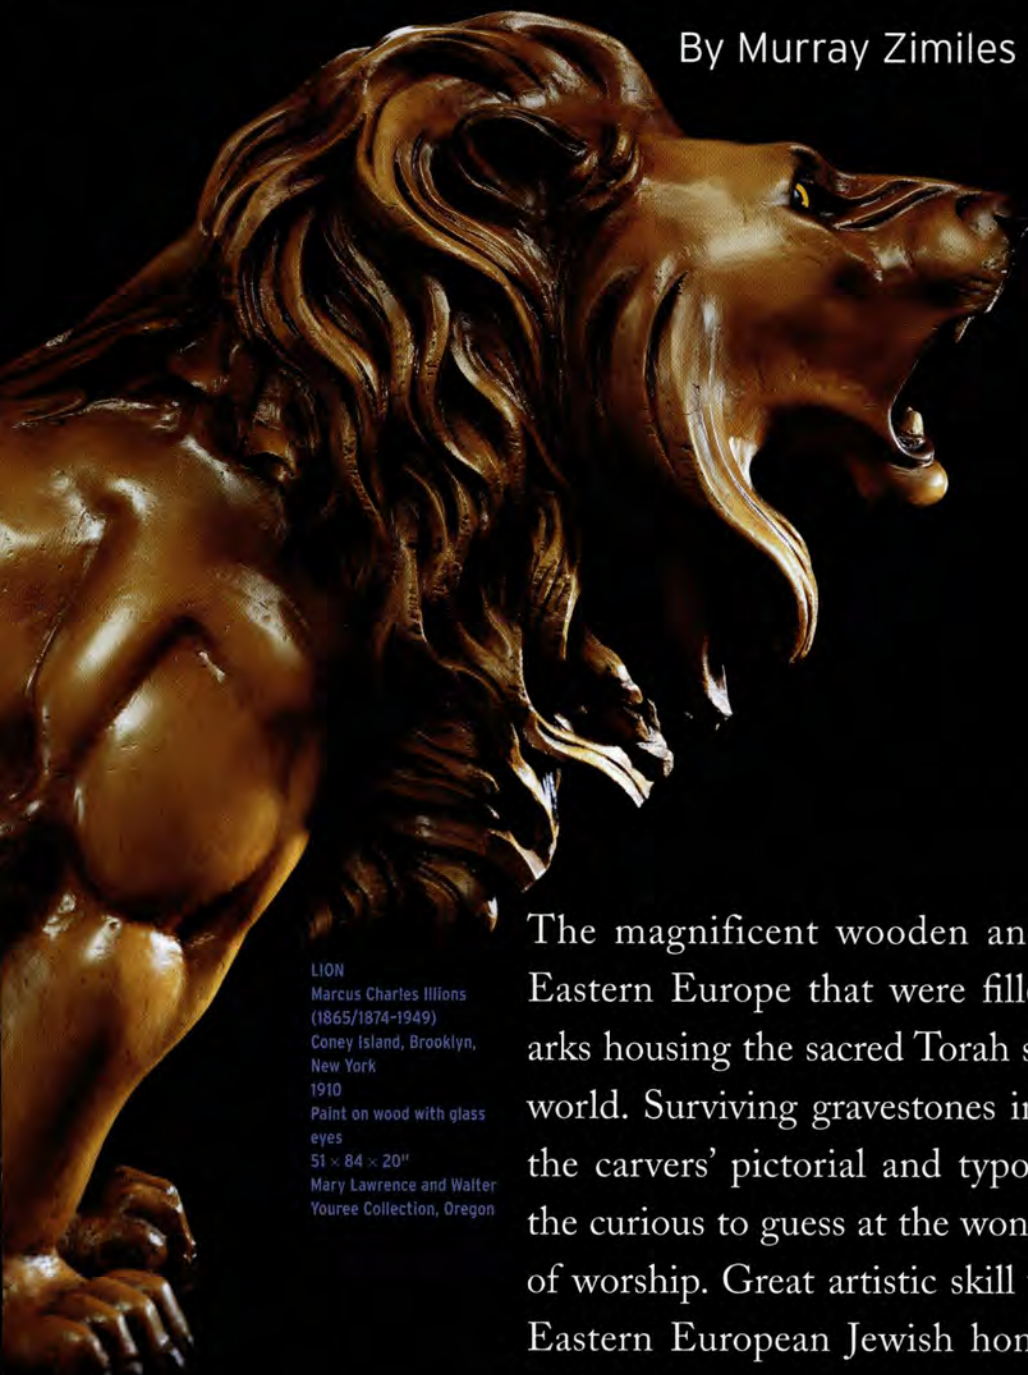 By Murray Zimiles
LION
Marcus Charles Illions
(1865/1874–1949)
Coney Island, Brooklyn,
New York
1910
Paint on wood with glass
eyes
51 × 84 × 20"
Mary Lawrence and Walter
Youree Collection, Oregon
The magnificent wooden an
Eastern Europe that were fille
arks housing the sacred Torah s
world. Surviving gravestones in
the carvers’ pictorial and typo
the curious to guess at the won
of worship. Great artistic skill
Eastern European Jewish hon